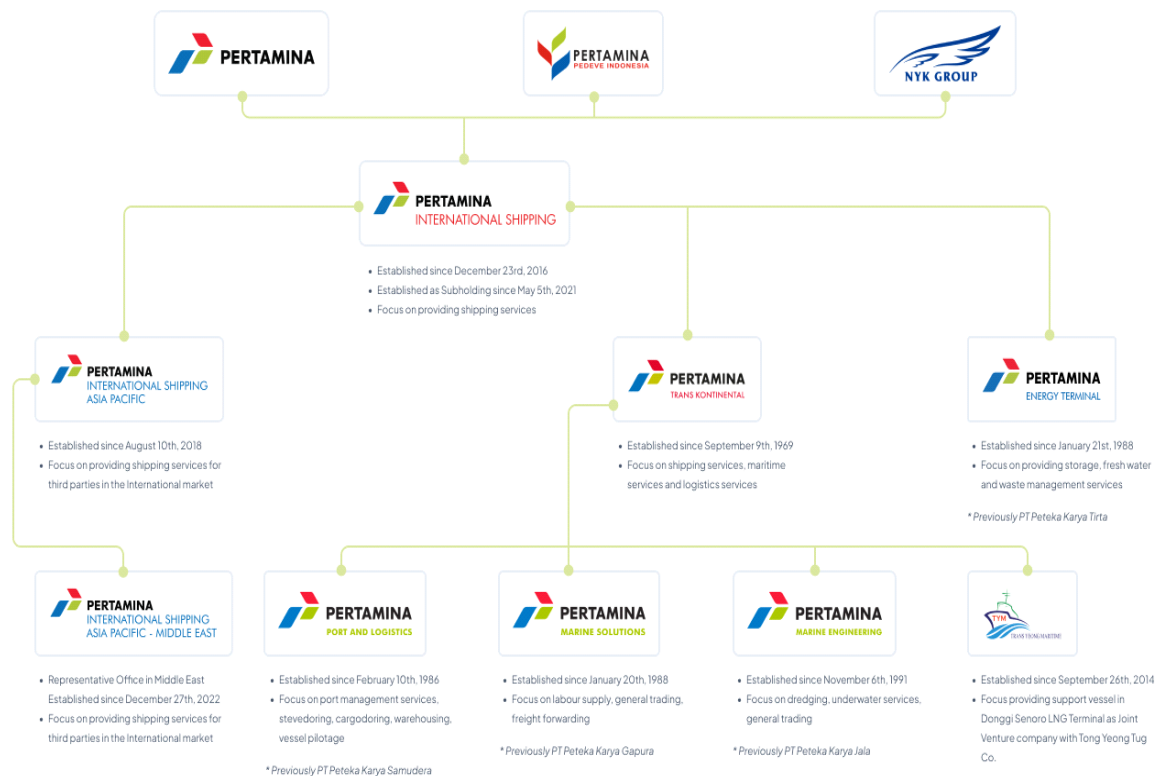 PERTAMINA
PERTAMINA
PEDEVE INDONESIA
NYK GROUP
PERTAMINA
INTERNATIONAL SHIPPING
• Established since December 23rd, 2016
• Established as Subholding since May 5th, 2021
• Focus on providing shipping services
PERTAMINA
INTERNATIONAL SHIPPING
ASIA PACIFIC
• Established since August 10th, 2018
• Focus on providing shipping services for
third parties in the International market
PERTAMINA
TRANS KONTINENTAL
• Established since September 9th, 1969
• Focus on shipping services, maritime
services and logistics services
PERTAMINA
ENERGY TERMINAL
• Established since January 21st, 1988
• Focus on providing storage, fresh water
and waste management services
* Previously PT Peteka Karya Tirta
PERTAMINA
INTERNATIONAL SHIPPING
ASIA PACIFIC - MIDDLE EAST
• Representative Office in Middle East
Established since December 27th, 2022
• Focus on providing shipping services for
third parties in the International market
PERTAMINA
PORT AND LOGISTICS
• Established since February 10th, 1986
• Focus on port management services,
stevedoring, cargodoring, warehousing,
vessel pilotage
* Previously PT Peteka Karya Samudera
PERTAMINA
MARINE SOLUTIONS
• Established since January 20th, 1988
• Focus on labour supply, general trading,
freight forwarding
* Previously PT Peteka Karya Gapura
PERTAMINA
MARINE ENGINEERING
• Established since November 6th, 1991
• Focus on dredging, underwater services,
general trading
* Previously PT Peteka Karya Jala
TYM
TRANS YEONG MARITIME
• Established since September 26th, 2014
• Focus providing support vessel in
Donggi Senoro LNG Terminal as Joint
Venture company with Tong Yeong Tug
Co.